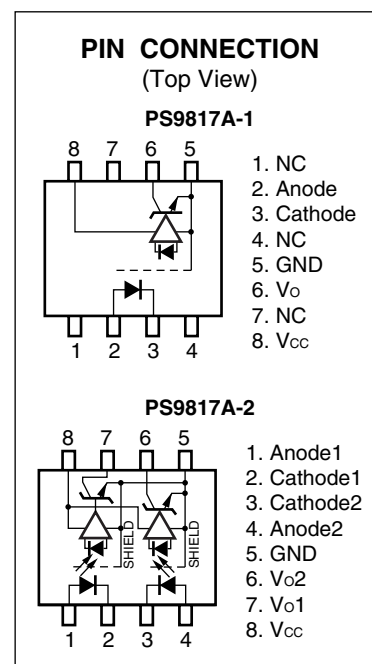 PIN CONNECTION
(Top View)
PS9817A-1
8 7 6 5
1. NC
2. Anode
3. Cathode
4. NC
5. GND
6. VO
7. NC
8. VCC
1 2 3 4
PS9817A-2
8 7 6 5
SHIELD SHIELD
1. Anode1
2. Cathode1
3. Cathode2
4. Anode2
5. GND
6. VO2
7. VO1
8. VCC
1 2 3 4